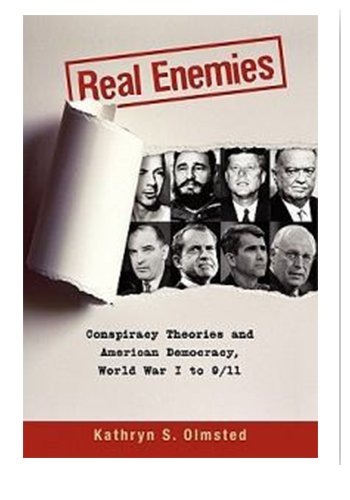 Real Enemies
Conspiracy Theories and
American Democracy,
World War I to 9/11
Kathryn S. Olmsted